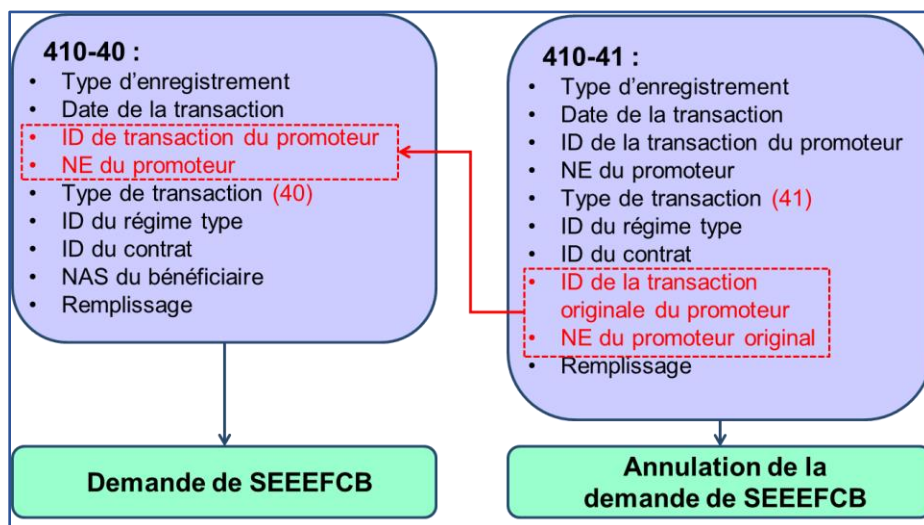 410-40 :
• Type d'enregistrement
• Date de la transaction
• ID de transaction du promoteur
• NE du promoteur
• Type de transaction (40)
• ID du régime type
• ID du contrat
• NAS du bénéficiaire
• Remplissage
Demande de SEEEFCB
410-41 :
• Type d'enregistrement
• Date de la transaction
• ID de la transaction du promoteur
• NE du promoteur
• Type de transaction (41)
• ID du régime type
• ID du contrat
• ID de la transaction
originale du promoteur
• NE du promoteur original
• Remplissage
Annulation de la
demande de SEEEFCB